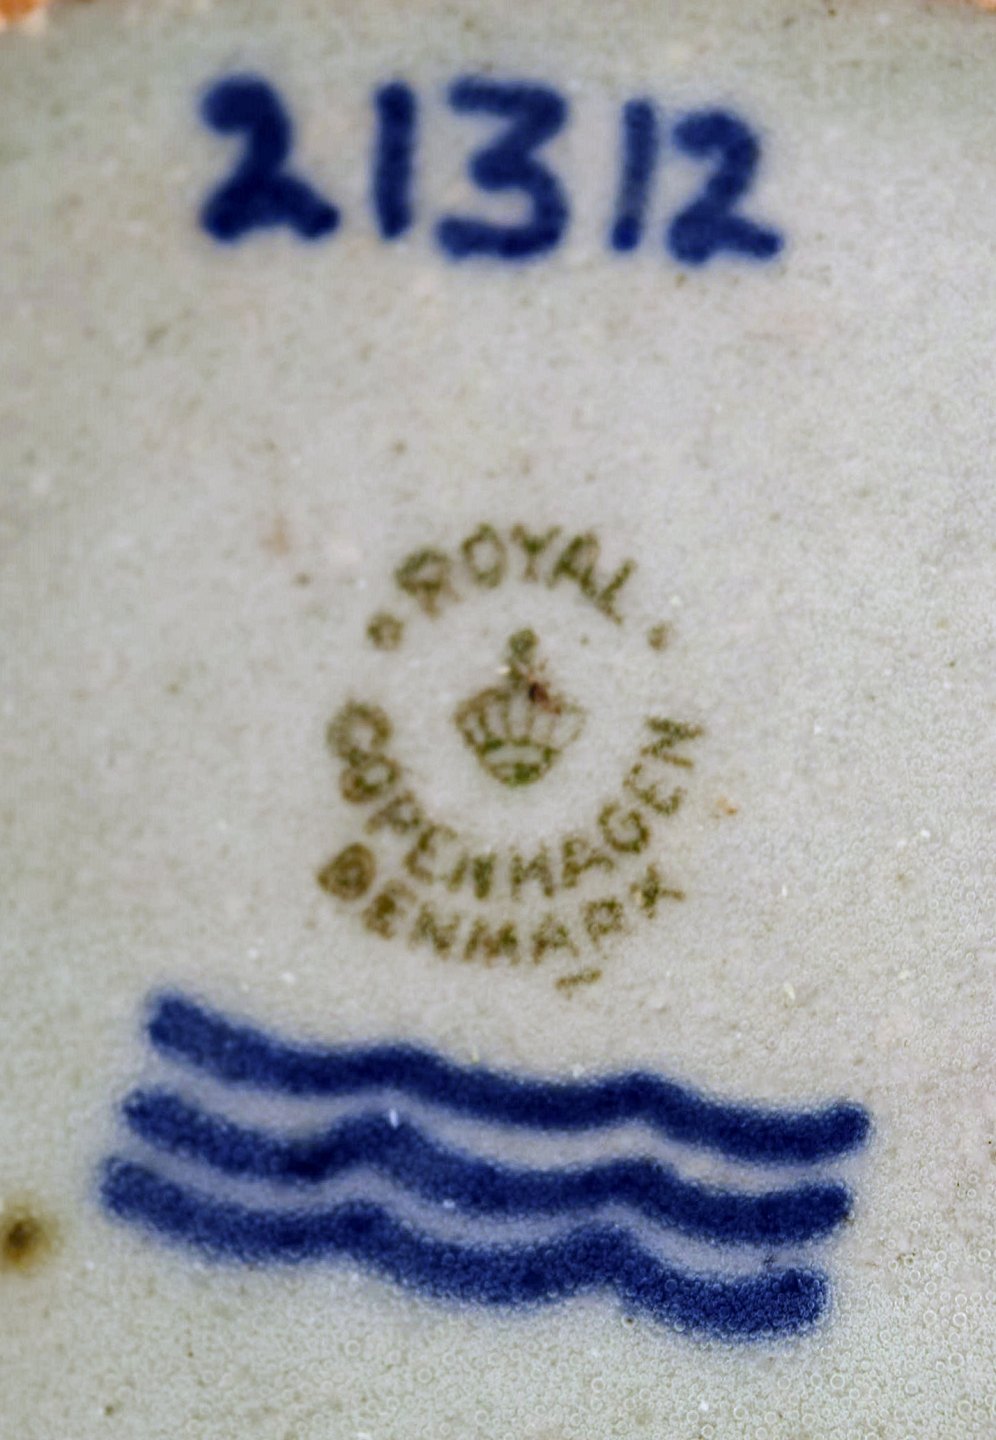 21312
ROYAL
COPENHAGEN
DENMARK